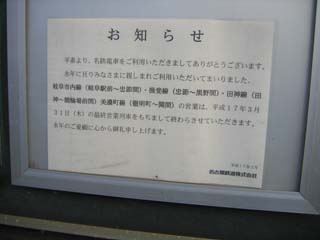 お知らせ
平素より、名鉄電車をご利用いただきましてありがとうございます。
永年に亘りみなさまに親しまれご利用いただいてまいりました、
岐阜市内線（岐阜駅前～忠節間）・揖斐線（忠節～黒野間）・田神線（田
神～競輪場前間）美濃町線（徹明町～関間）の営業は、平成１７年３月
３１日（木）の最終営業列車をもちまして終わらせていただきます。
永年のご愛顧に心から御礼申し上げます。
名古屋鉄道株式会社